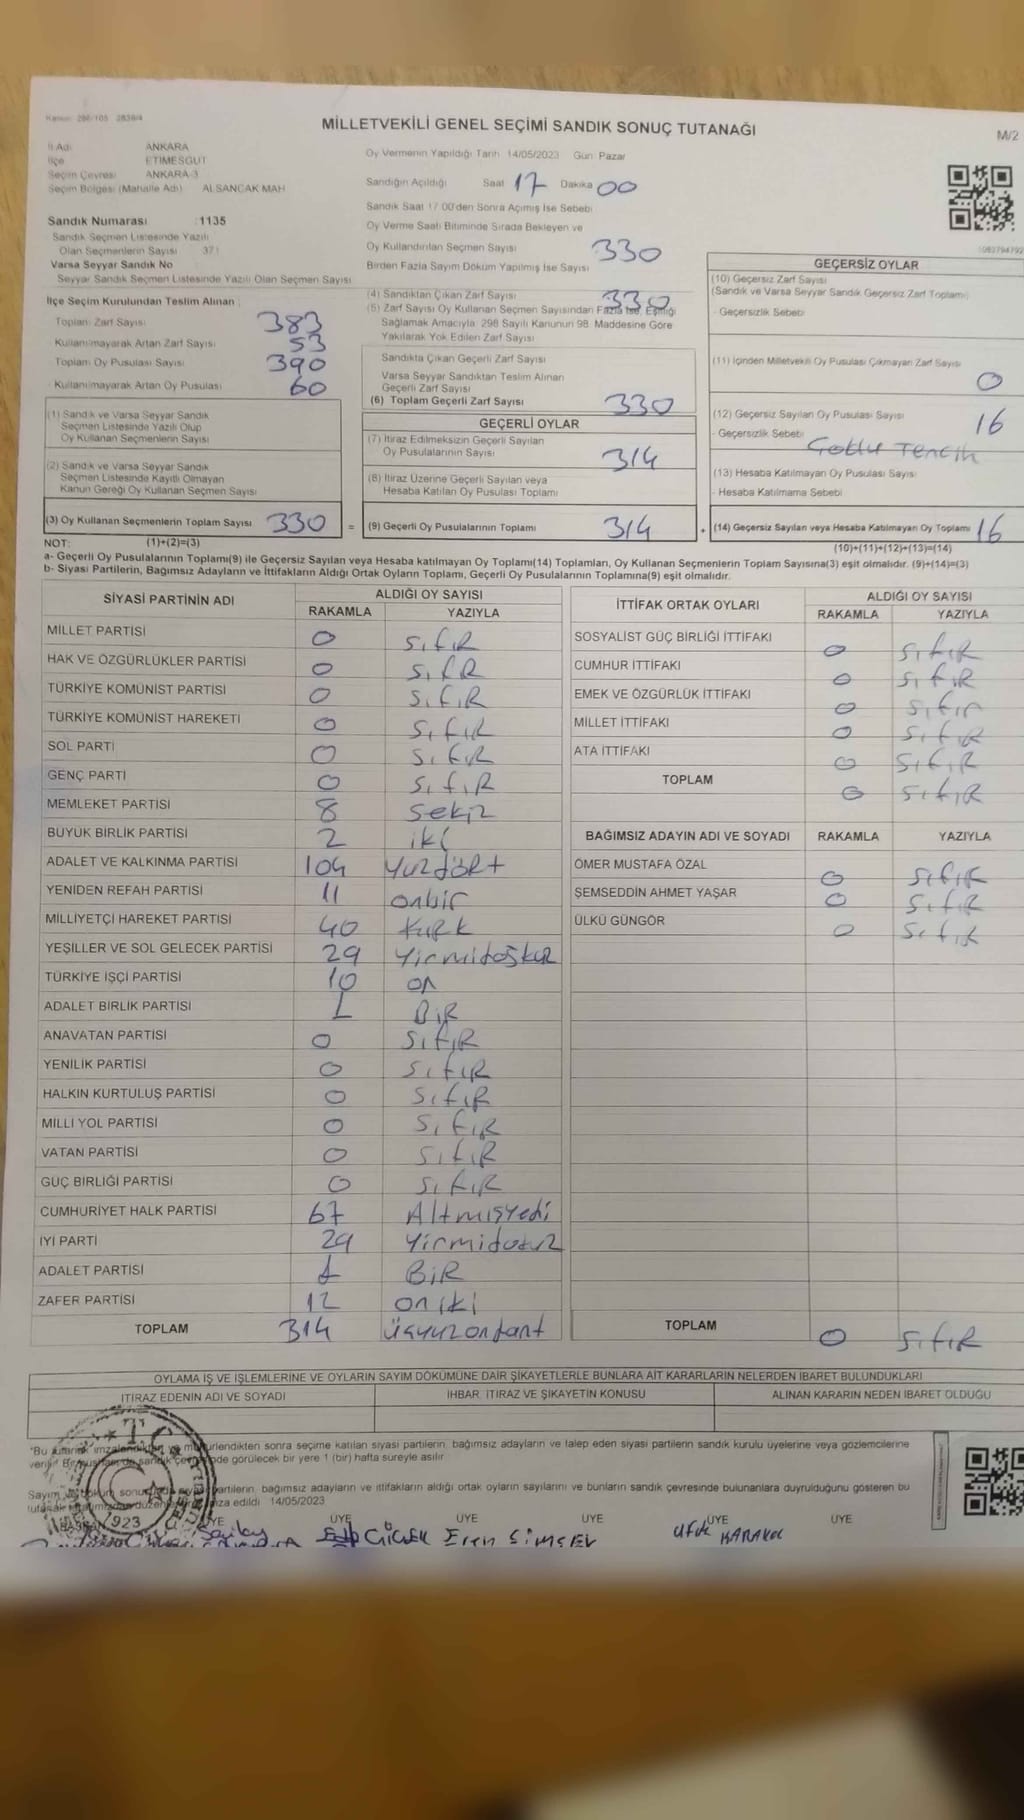 Kanun: 298/105 2839/4
MİLLETVEKİLİ GENEL SEÇİMİ SANDIK SONUÇ TUTANAĞI
M/2
İl Adı ANKARA
İlçe ETİMESGUT
Seçim Çevresi ANKARA-3
Seçim Bölgesi (Mahalle Adı) ALSANCAK MAH
Sandık Numarası : 1135
Sandık Seçmen Listesinde Yazılı
Olan Seçmenlerin Sayısı 371
Varsa Seyyar Sandık No
Seyyar Sandık Seçmen Listesinde Yazılı Olan Seçmen Sayısı
İlçe Seçim Kurulundan Teslim Alınan :
Toplam Zarf Sayısı 383
Kullanılmayarak Artan Zarf Sayısı 53
Toplam Oy Pusulası Sayısı 390
Kullanılmayarak Artan Oy Pusulası 60
(1) Sandık ve Varsa Seyyar Sandık
Seçmen Listesinde Yazılı Olup
Oy Kullanan Seçmenlerin Sayısı
(2) Sandık ve Varsa Seyyar Sandık
Seçmen Listesinde Kayıtlı Olmayan
Kanun Gereği Oy Kullanan Seçmen Sayısı
(3) Oy Kullanan Seçmenlerin Toplam Sayısı 330 =
Oy Vermenin Yapıldığı Tarih 14/05/2023 Gün Pazar
Sandığın Açıldığı Saat 17 Dakika 00
Sandık Saat 17:00'den Sonra Açılmış İse Sebebi
Oy Verme Saati Bitiminde Sırada Bekleyen ve
Oy Kullandırılan Seçmen Sayısı 330
Birden Fazla Sayım Döküm Yapılmış İse Sayısı
(4) Sandıktan Çıkan Zarf Sayısı 330
(5) Zarf Sayısı Oy Kullanan Seçmen Sayısından Fazla İse, Eşitliği
Sağlamak Amacıyla 298 Sayılı Kanunun 98. Maddesine Göre
Yakılarak Yok Edilen Zarf Sayısı
Sandıkta Çıkan Geçerli Zarf Sayısı
Varsa Seyyar Sandıktan Teslim Alınan
Geçerli Zarf Sayısı
(6) Toplam Geçerli Zarf Sayısı 330
GEÇERLİ OYLAR
(7) İtiraz Edilmeksizin Geçerli Sayılan
Oy Pusulalarının Sayısı 314
(8) İtiraz Üzerine Geçerli Sayılan veya
Hesaba Katılan Oy Pusulası Toplamı
(9) Geçerli Oy Pusulalarının Toplamı 314 +
GEÇERSİZ OYLAR
(10) Geçersiz Zarf Sayısı
(Sandık ve Varsa Seyyar Sandık Geçersiz Zarf Toplamı)
- Geçersizlik Sebebi
(11) İçinden Milletvekili Oy Pusulası Çıkmayan Zarf Sayısı
0
(12) Geçersiz Sayılan Oy Pusulası Sayısı 16
- Geçersizlik Sebebi Çoklu Tercih
(13) Hesaba Katılmayan Oy Pusulası Sayısı
- Hesaba Katılmama Sebebi
(14) Geçersiz Sayılan veya Hesaba Katılmayan Oy Toplamı 16
NOT: (1)+(2)=(3)
(10)+(11)+(12)+(13)=(14)
a- Geçerli Oy Pusulalarının Toplamı(9) ile Geçersiz Sayılan veya Hesaba katılmayan Oy Toplamı(14) Toplamları, Oy Kullanan Seçmenlerin Toplam Sayısına(3) eşit olmalıdır. (9)+(14)=(3)
b- Siyasi Partilerin, Bağımsız Adayların ve İttifakların Aldığı Ortak Oyların Toplamı, Geçerli Oy Pusulalarının Toplamına(9) eşit olmalıdır.
SİYASİ PARTİNİN ADI ALDIĞI OY SAYISI
RAKAMLA YAZIYLA
MİLLET PARTİSİ 0 SıfıR
HAK VE ÖZGÜRLÜKLER PARTİSİ 0 SıfR
TÜRKİYE KOMÜNİST PARTİSİ 0 SıfıR
TÜRKİYE KOMÜNİST HAREKETİ 0 SıfıR
SOL PARTİ 0 SıfıR
GENÇ PARTİ 0 SıfıR
MEMLEKET PARTİSİ 8 Sekiz
BÜYÜK BİRLİK PARTİSİ 2 iki
ADALET VE KALKINMA PARTİSİ 104 YüzdöRt
YENİDEN REFAH PARTİSİ 11 onbir
MİLLİYETÇİ HAREKET PARTİSİ 40 KıRk
YEŞİLLER VE SOL GELECEK PARTİSİ 29 Yirmidokuz
TÜRKİYE İŞÇİ PARTİSİ 10 on
ADALET BİRLİK PARTİSİ 1 BiR
ANAVATAN PARTİSİ 0 SıfıR
YENİLİK PARTİSİ 0 SıfıR
HALKIN KURTULUŞ PARTİSİ 0 SıfıR
MİLLİ YOL PARTİSİ 0 SıfıR
VATAN PARTİSİ 0 SıfıR
GÜÇ BİRLİĞİ PARTİSİ 0 SıfıR
CUMHURİYET HALK PARTİSİ 67 Altmışyedi
İYİ PARTİ 29 Yirmidokuz
ADALET PARTİSİ 1 BiR
ZAFER PARTİSİ 12 on iki
TOPLAM 314 üçyüzondört
İTTİFAK ORTAK OYLARI ALDIĞI OY SAYISI
RAKAMLA YAZIYLA
SOSYALİST GÜÇ BİRLİĞİ İTTİFAKI 0 SıfıR
CUMHUR İTTİFAKI 0 SıfıR
EMEK VE ÖZGÜRLÜK İTTİFAKI 0 Sıfır
MİLLET İTTİFAKI 0 SıfıR
ATA İTTİFAKI 0 SıfıR
TOPLAM 0 SıfıR
BAĞIMSIZ ADAYIN ADI VE SOYADI RAKAMLA YAZIYLA
ÖMER MUSTAFA ÖZAL 0 SıfıR
ŞEMSEDDİN AHMET YAŞAR 0 SıfıR
ÜLKÜ GÜNGÖR 0 SıfıR
TOPLAM 0 SıfıR
OYLAMA İŞ VE İŞLEMLERİNE VE OYLARIN SAYIM DÖKÜMÜNE DAİR ŞİKAYETLERLE BUNLARA AİT KARARLARIN NELERDEN İBARET BULUNDUKLARI
İTİRAZ EDENİN ADI VE SOYADI İHBAR, İTİRAZ VE ŞİKAYETİN KONUSU ALINAN KARARIN NEDEN İBARET OLDUĞU
*Bu tutanak imzalandıktan ve mühürlendikten sonra seçime katılan siyasi partilerin, bağımsız adayların ve talep eden siyasi partilerin sandık kurulu üyelerine veya gözlemcilerine
verilir. görülecek bir yere 1 (bir) hafta süreyle asılır
partilerin, bağımsız adayların ve ittifakların aldığı ortak oyların sayıları ve bunların sandık çevresinde bulunanlara duyrulduğunu gösteren bu
imza edildi 14/05/2023
T.C.
1923
BAŞKAN ÜYE ÜYE ÜYE ÜYE ÜYE ÜYE
Eren Şimşek Ufuk KARAKOL